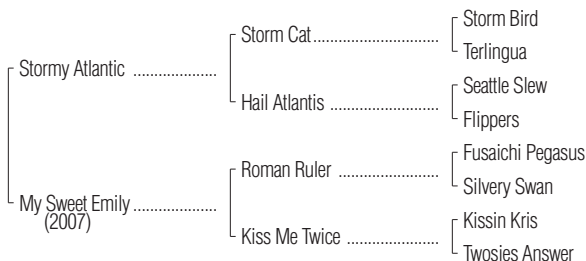 Storm Bird
Storm Cat..............................
Terlingua
Stormy Atlantic ....................
Seattle Slew
Hail Atlantis ..........................
Flippers
Fusaichi Pegasus
Roman Ruler ........................
Silvery Swan
My Sweet Emily....................
(2007)
Kissin Kris
Kiss Me Twice ......................
Twosies Answer